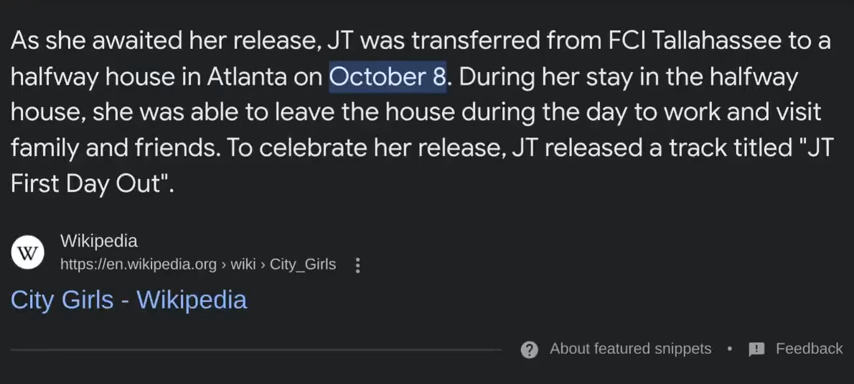 As she awaited her release, JT was transferred from FCI Tallahassee to a
halfway house in Atlanta on October 8. During her stay in the halfway
house, she was able to leave the house during the day to work and visit
family and friends. To celebrate her release, JT released a track titled "JT
First Day Out".
W
Wikipedia
https://en.wikipedia.org › wiki › City_Girls
City Girls - Wikipedia
About featured snippets • Feedback